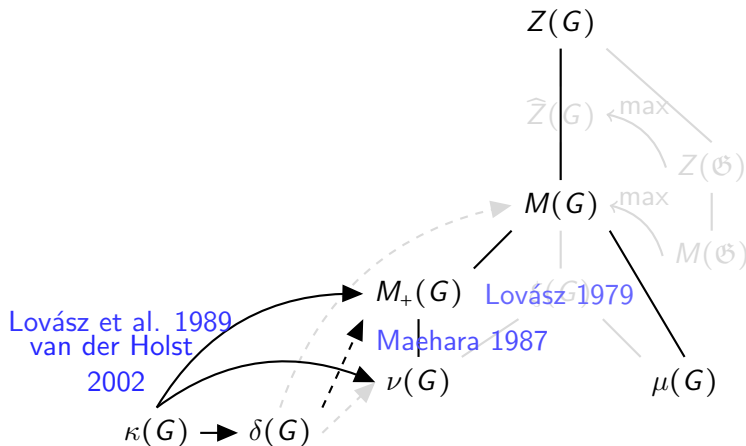 Z(G)
Ẑ(G)
max
Z(𝔊)
max
M(G)
M(𝔊)
M₊(G)
Lovász 1979
Lovász et al. 1989
van der Holst
2002
Maehara 1987
ν(G)
μ(G)
κ(G)
δ(G)